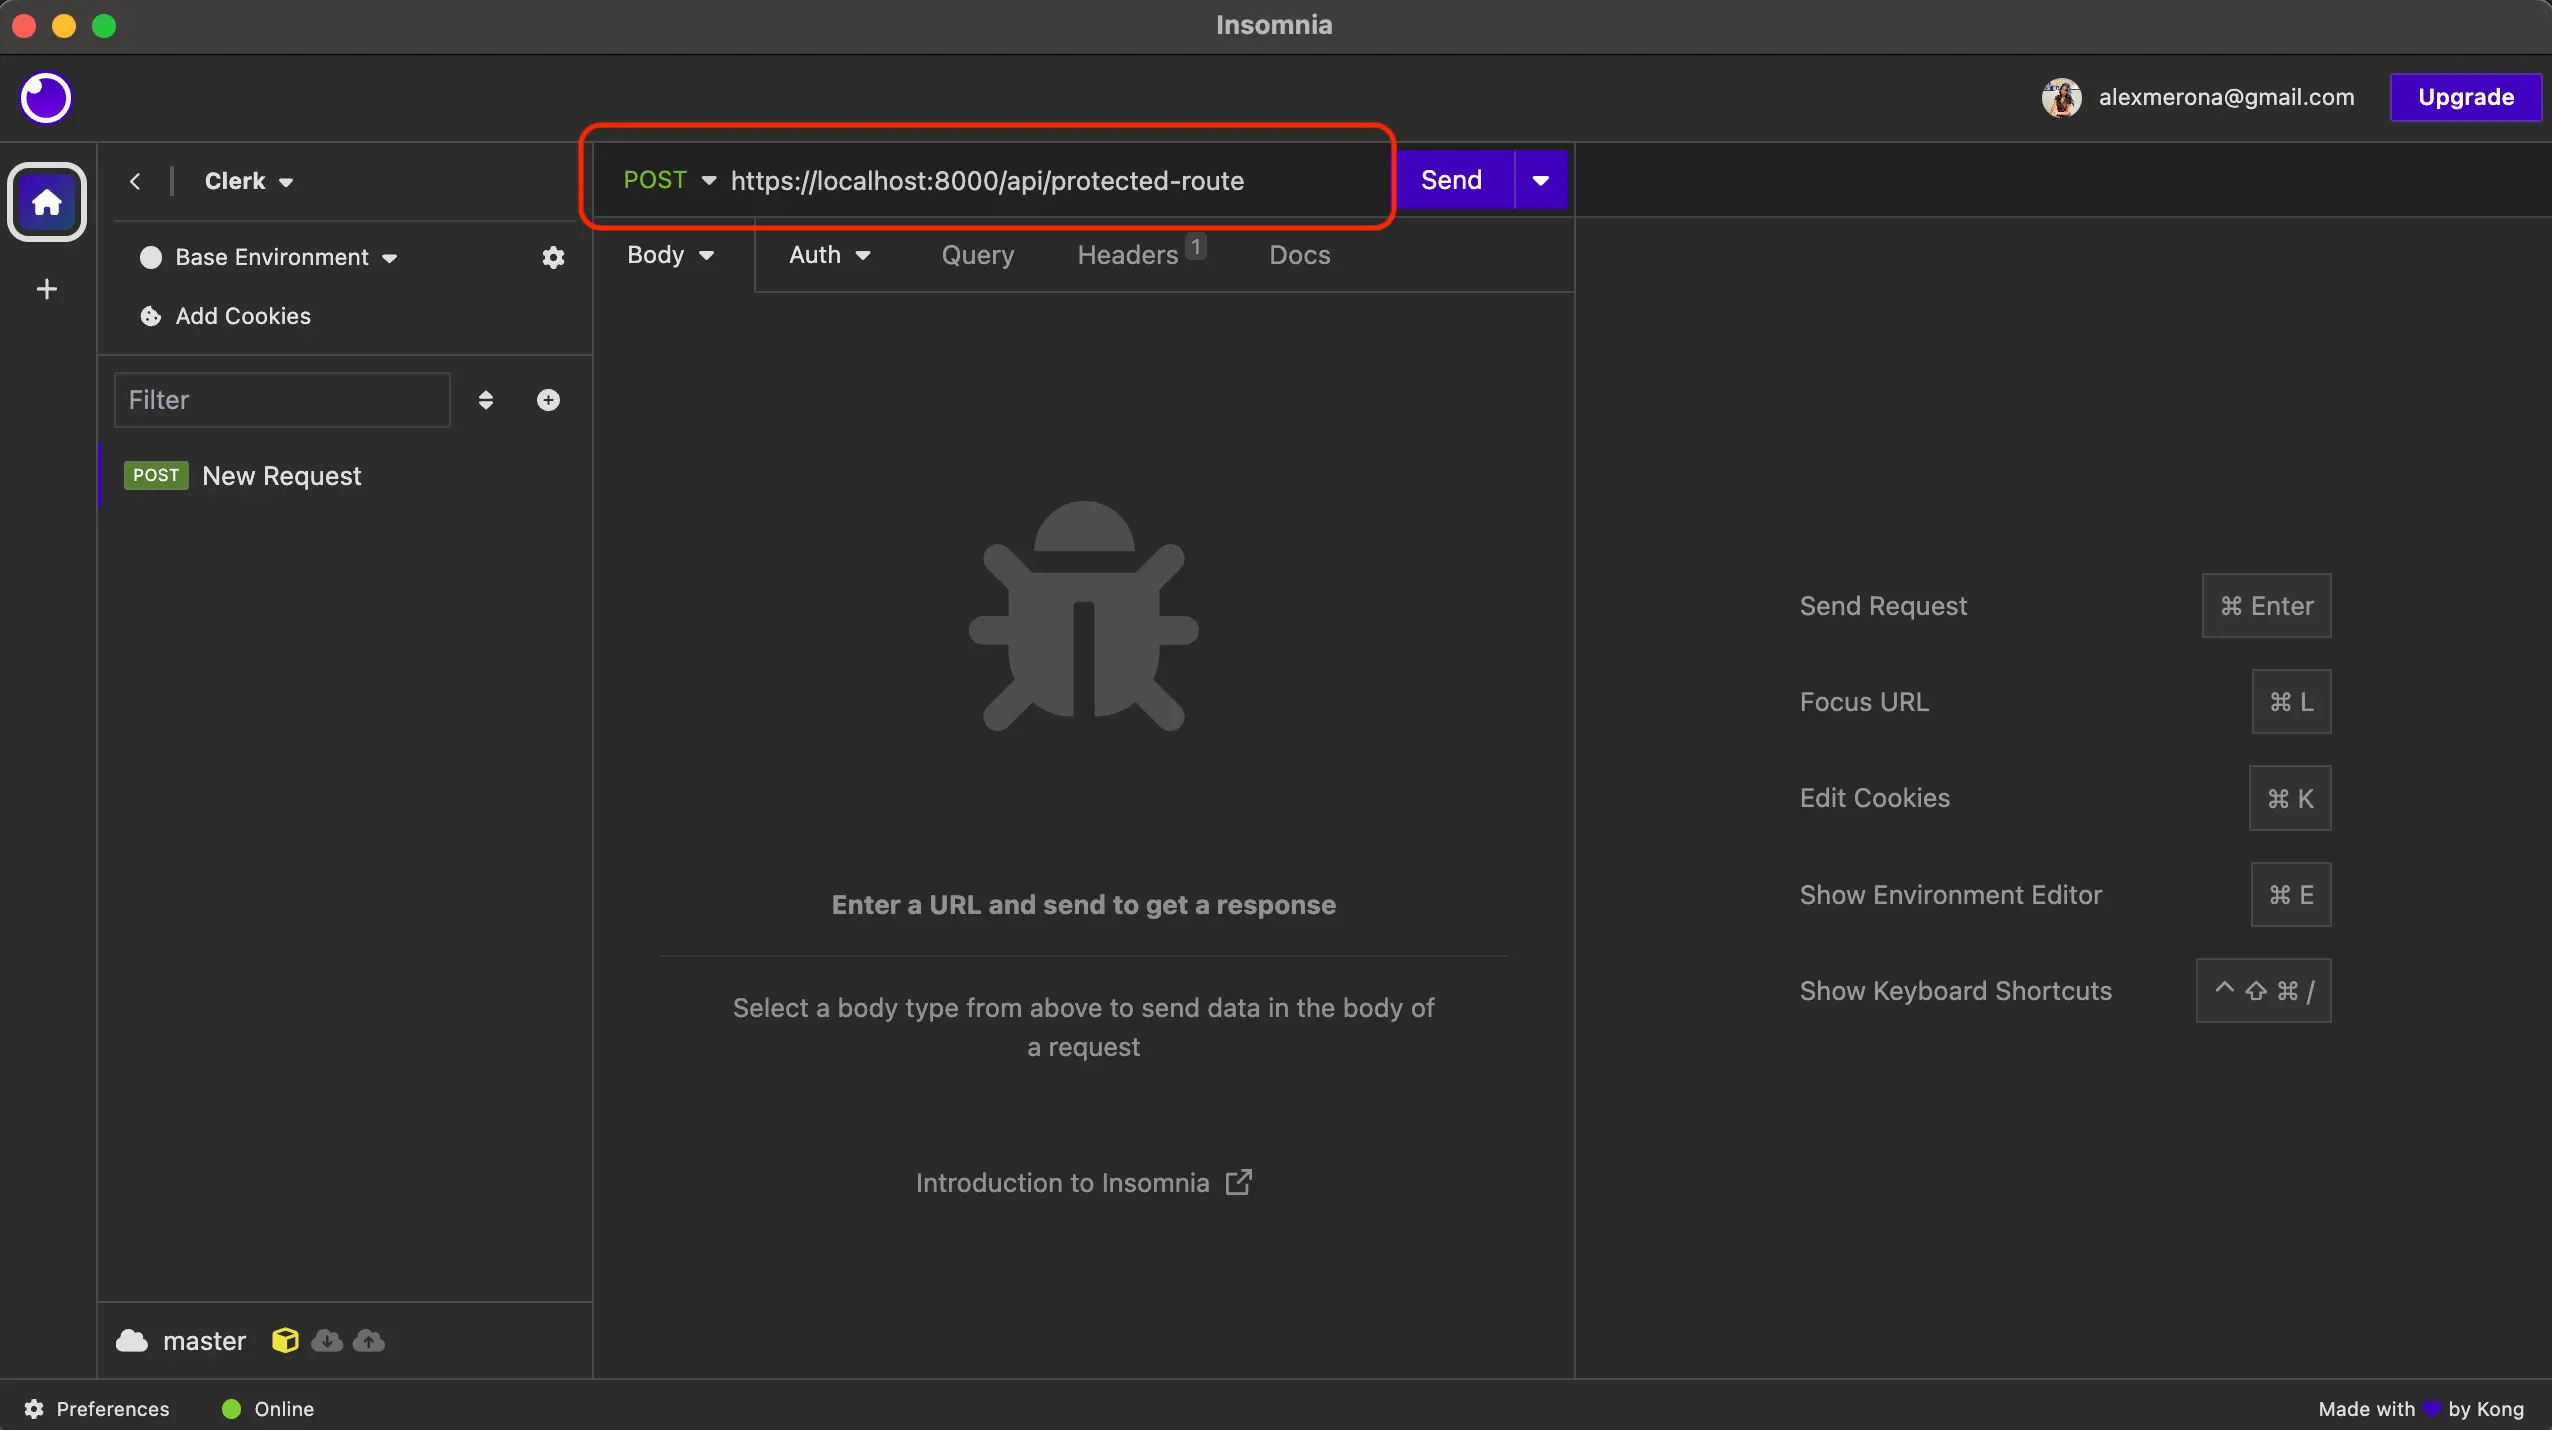 Insomnia
alexmerona@gmail.com
Upgrade
Clerk
POST https://localhost:8000/api/protected-route
Send
Base Environment
Body
Auth
Query
Headers 1
Docs
Add Cookies
Filter
POST New Request
Enter a URL and send to get a response
Select a body type from above to send data in the body of
a request
Introduction to Insomnia
Send Request ⌘ Enter
Focus URL ⌘ L
Edit Cookies ⌘ K
Show Environment Editor ⌘ E
Show Keyboard Shortcuts ^ ⇧ ⌘ /
master
Preferences
Online
Made with 💜 by Kong